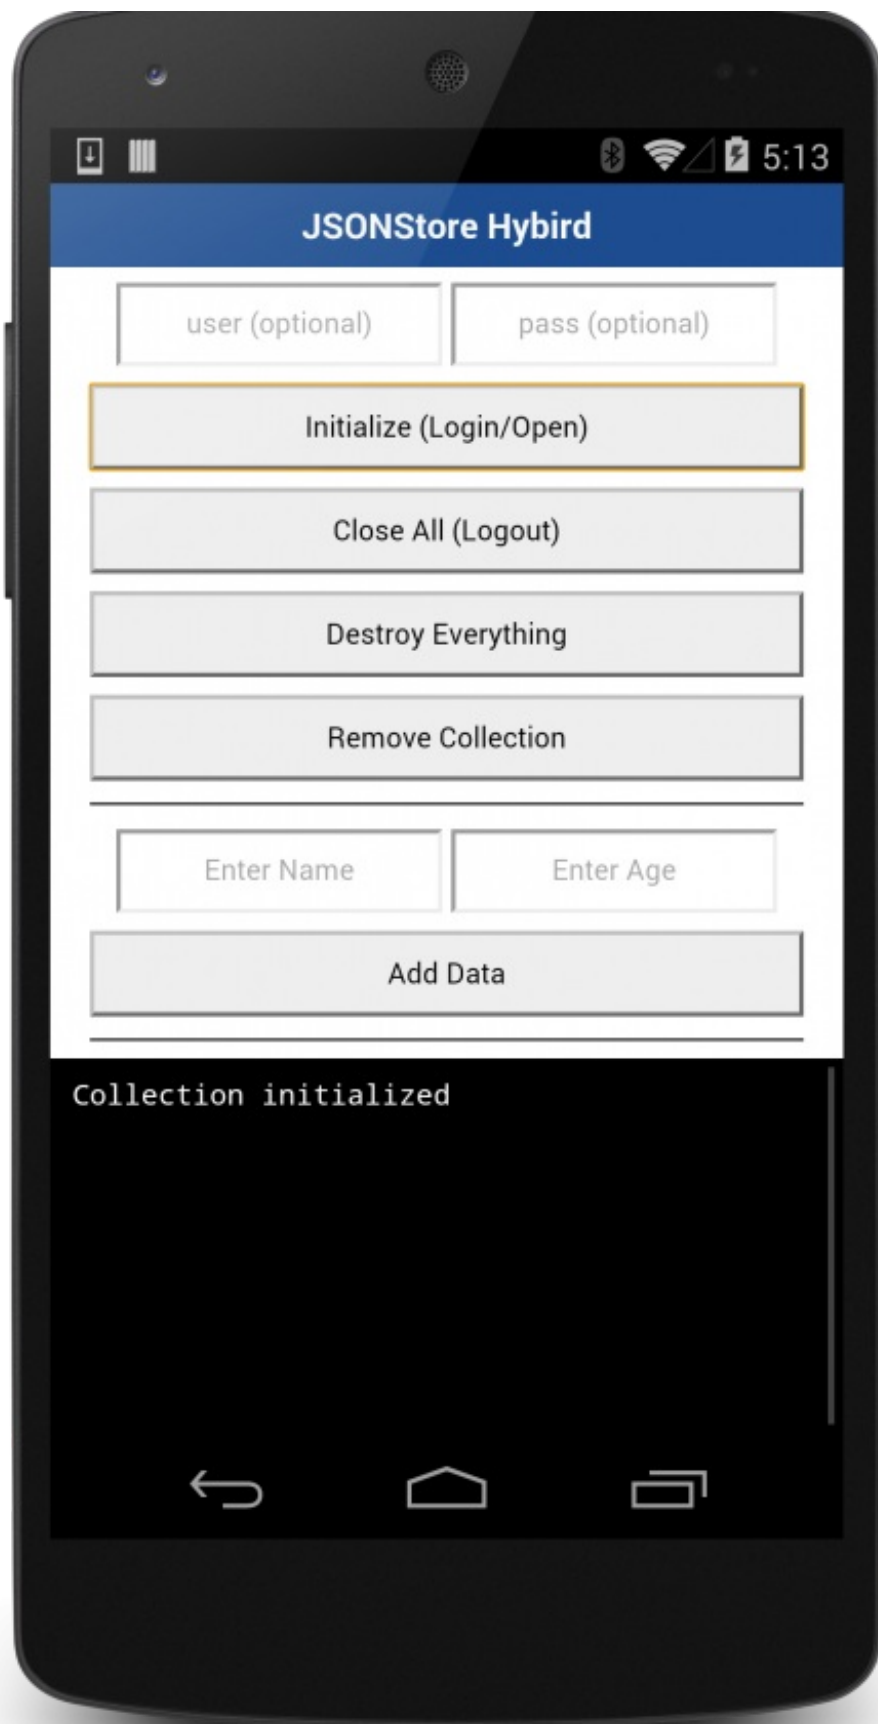 5:13
JSONStore Hybird
user (optional) pass (optional)
Initialize (Login/Open)
Close All (Logout)
Destroy Everything
Remove Collection
Enter Name Enter Age
Add Data
Collection initialized